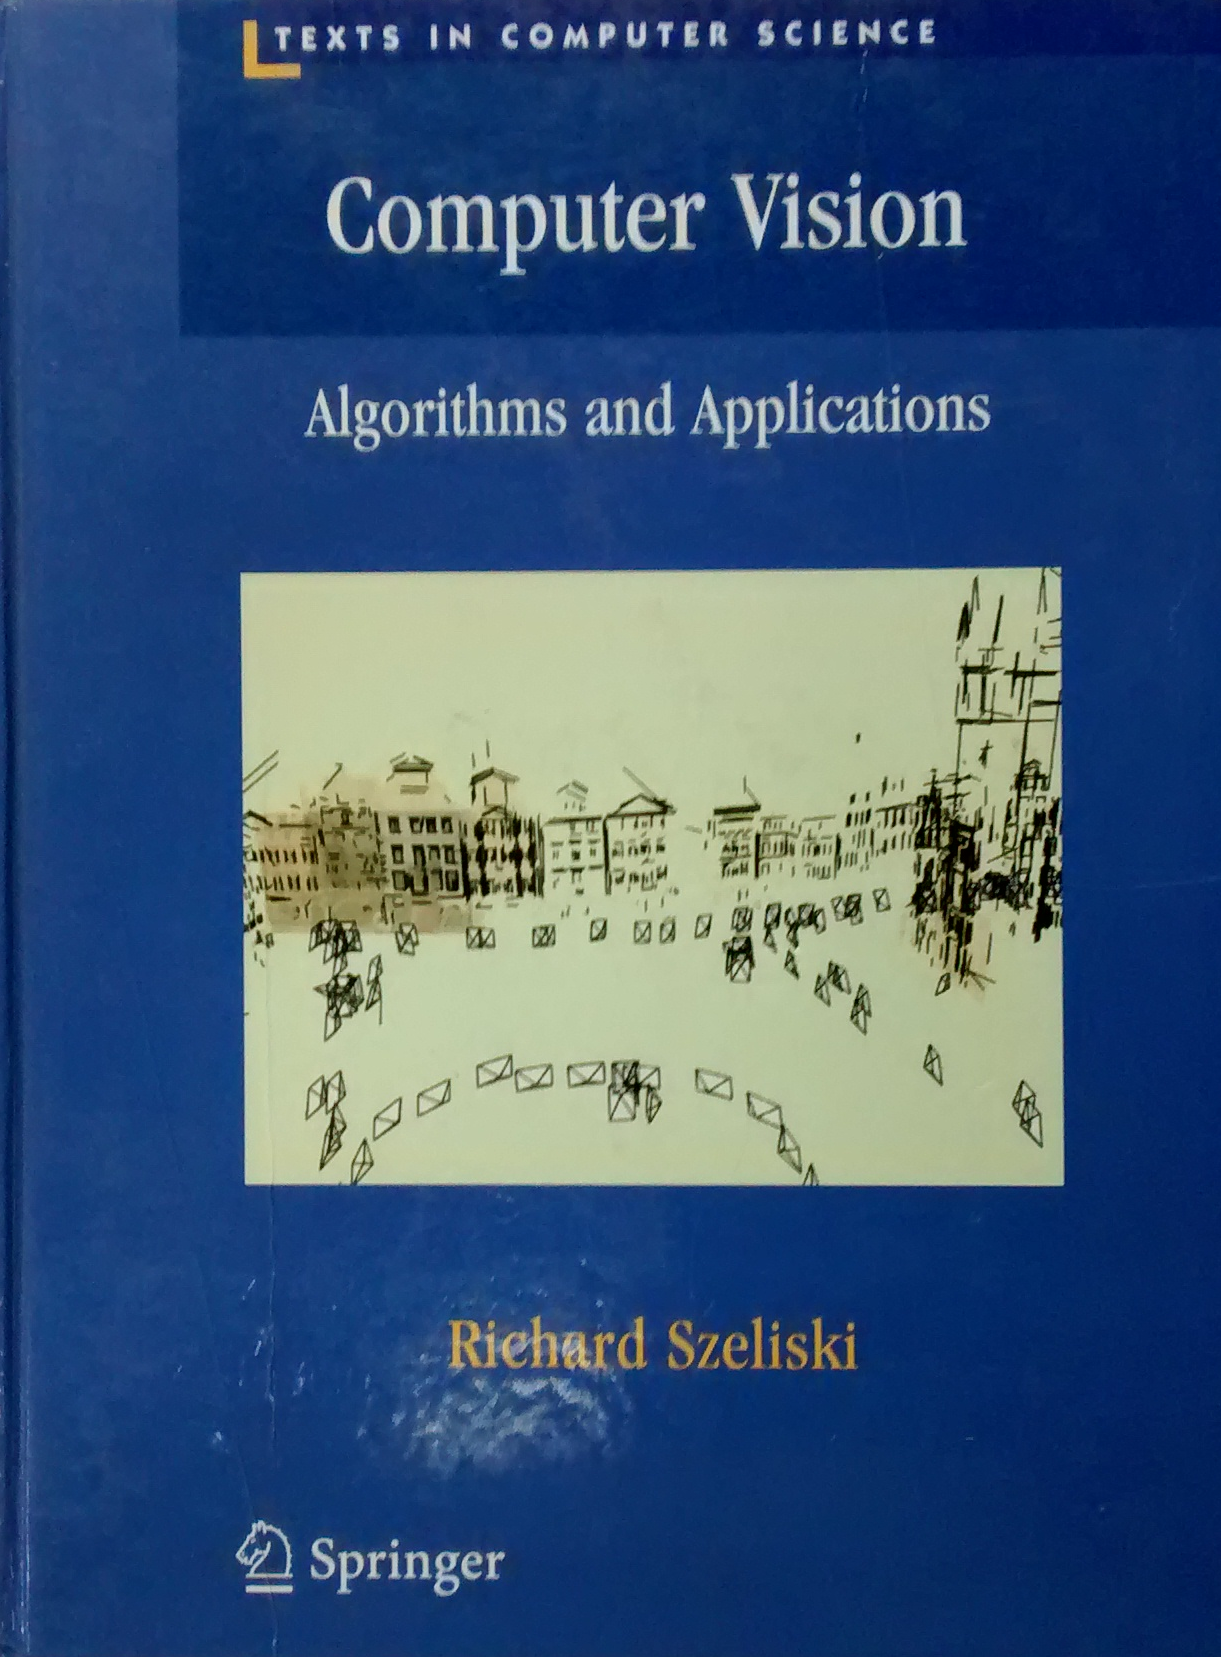 TEXTS IN COMPUTER SCIENCE
Computer Vision
Algorithms and Applications
Richard Szeliski
Springer